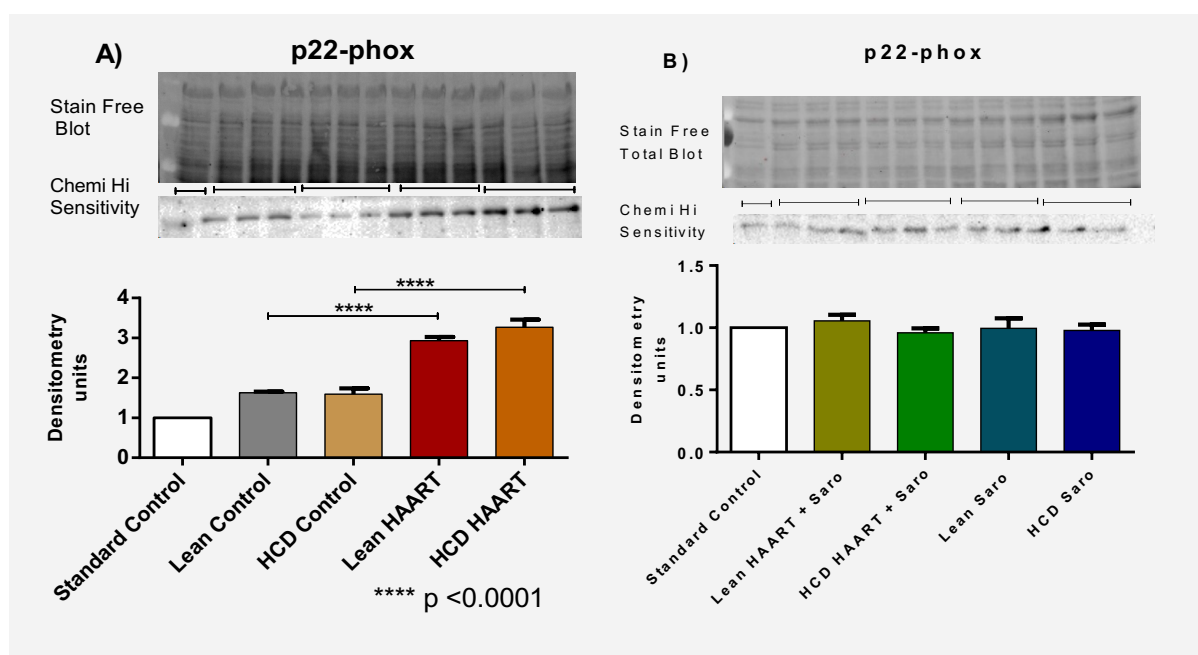 A)
p22-phox
Stain Free
Blot
Chemi Hi
Sensitivity
Densitometry
units
4
3
2
1
0
****
****
Standard Control
Lean Control
HCD Control
Lean HAART
HCD HAART
**** p <0.0001
B)
p22-phox
Stain Free
Total Blot
Chemi Hi
Sensitivity
Densitometry
units
1.5
1.0
0.5
0.0
Standard Control
Lean HAART + Saro
HCD HAART + Saro
Lean Saro
HCD Saro